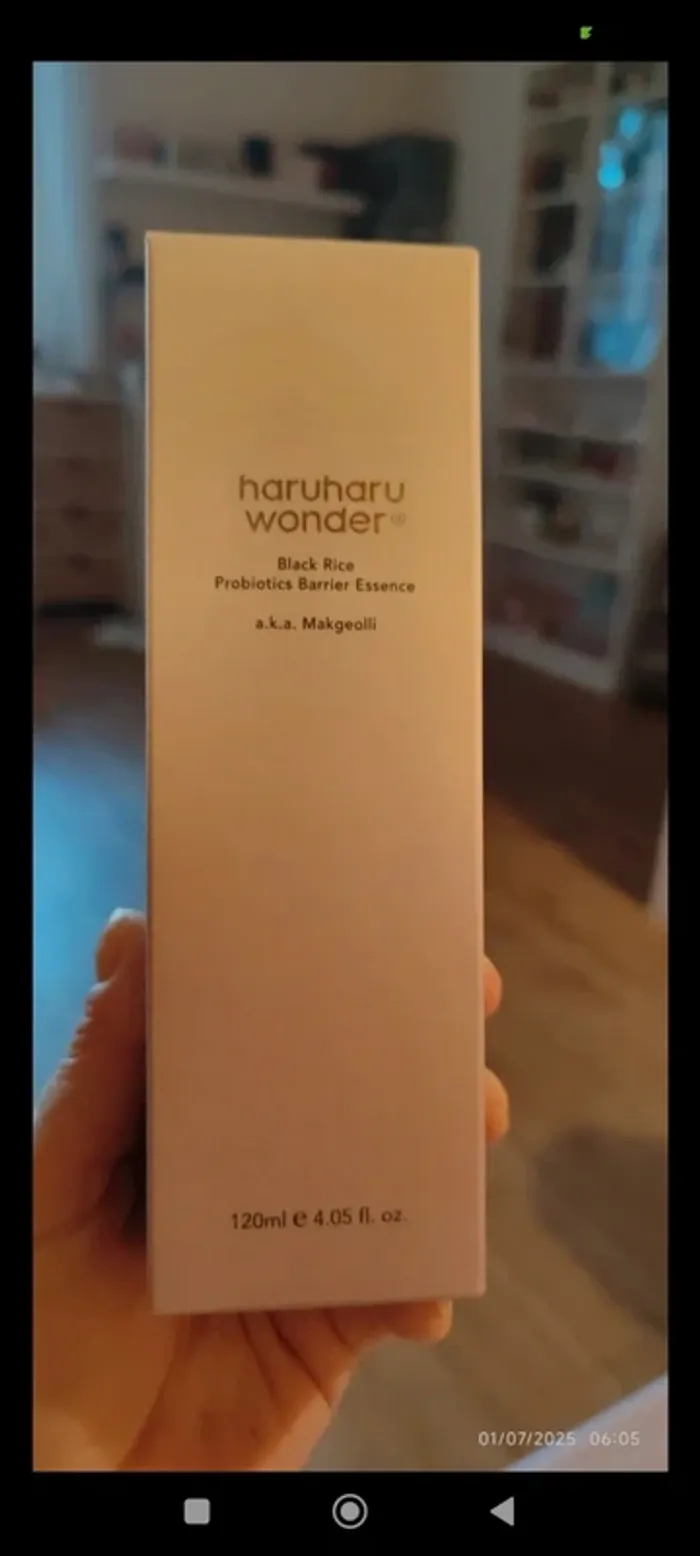 haruharu
wonder
Black Rice
Probiotics Barrier Essence
a.k.a. Makgeolli
120ml ℮ 4.05 fl. oz.
01/07/2025 06:05